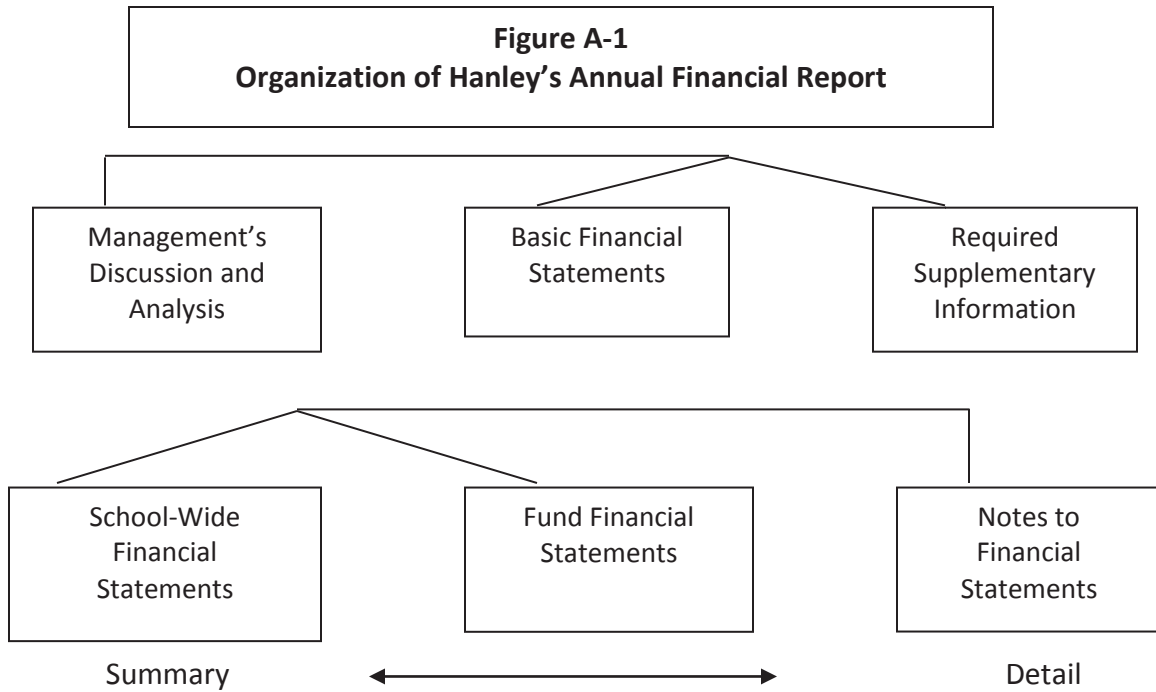 Figure A-1
Organization of Hanley’s Annual Financial Report
Management’s
Discussion and
Analysis
Basic Financial
Statements
Required
Supplementary
Information
School-Wide
Financial
Statements
Fund Financial
Statements
Notes to
Financial
Statements
Summary
Detail